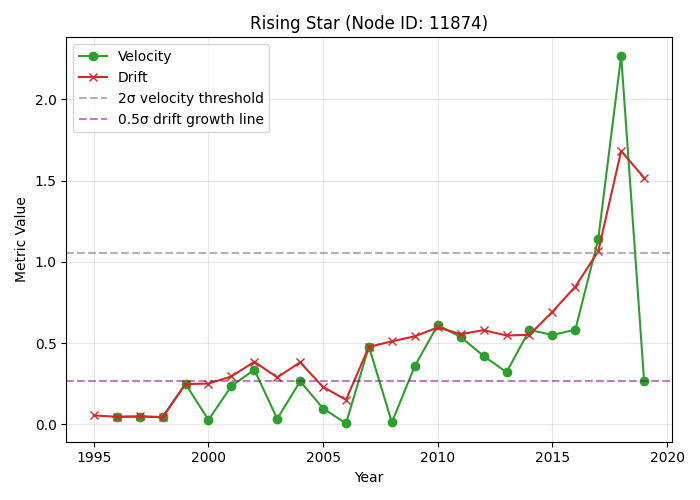 Rising Star (Node ID: 11874)
Velocity
Drift
2σ velocity threshold
0.5σ drift growth line
Metric Value
2.0
1.5
1.0
0.5
0.0
1995 2000 2005 2010 2015 2020
Year